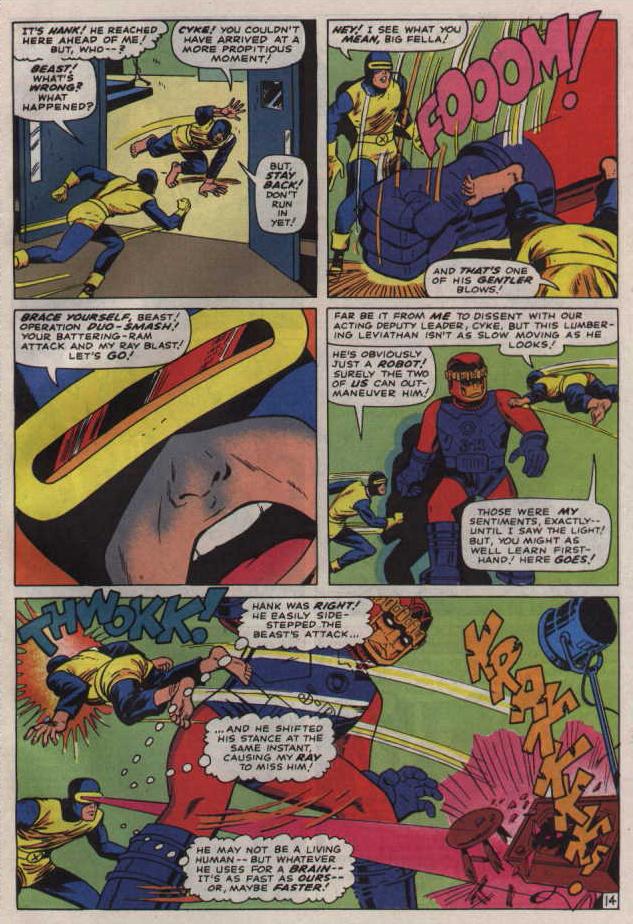 IT'S HANK! HE REACHED
HERE AHEAD OF ME!
BUT, WHO--?
BEAST!
WHAT'S
WRONG?
WHAT
HAPPENED?
CYKE! YOU COULDN'T
HAVE ARRIVED AT A
MORE PROPITIOUS
MOMENT!
BUT,
STAY
BACK!
DON'T
RUN
IN
YET!
HEY! I SEE WHAT YOU
MEAN, BIG FELLA!
FOOOM!
AND THAT'S ONE
OF HIS GENTLER
BLOWS!
BRACE YOURSELF, BEAST!
OPERATION DUO-SMASH!
YOUR BATTERING-RAM
ATTACK AND MY RAY BLAST!
LET'S GO!
FAR BE IT FROM ME TO DISSENT WITH OUR
ACTING DEPUTY LEADER, CYKE, BUT THIS LUMBER-
ING LEVIATHAN ISN'T AS SLOW MOVING AS HE
LOOKS!
HE'S OBVIOUSLY
JUST A ROBOT!
SURELY THE TWO
OF US CAN OUT-
MANEUVER HIM!
THOSE WERE MY
SENTIMENTS, EXACTLY--
UNTIL I SAW THE LIGHT!
BUT, YOU MIGHT AS
WELL LEARN FIRST-
HAND! HERE GOES!
THWOKK!
HANK WAS RIGHT!
HE EASILY SIDE-
STEPPED THE
BEAST'S ATTACK...
...AND HE SHIFTED
HIS STANCE AT THE
SAME INSTANT,
CAUSING MY RAY
TO MISS HIM!
HE MAY NOT BE A LIVING
HUMAN--BUT WHATEVER
HE USES FOR A BRAIN--
IT'S AS FAST AS OURS--
OR, MAYBE FASTER!
14